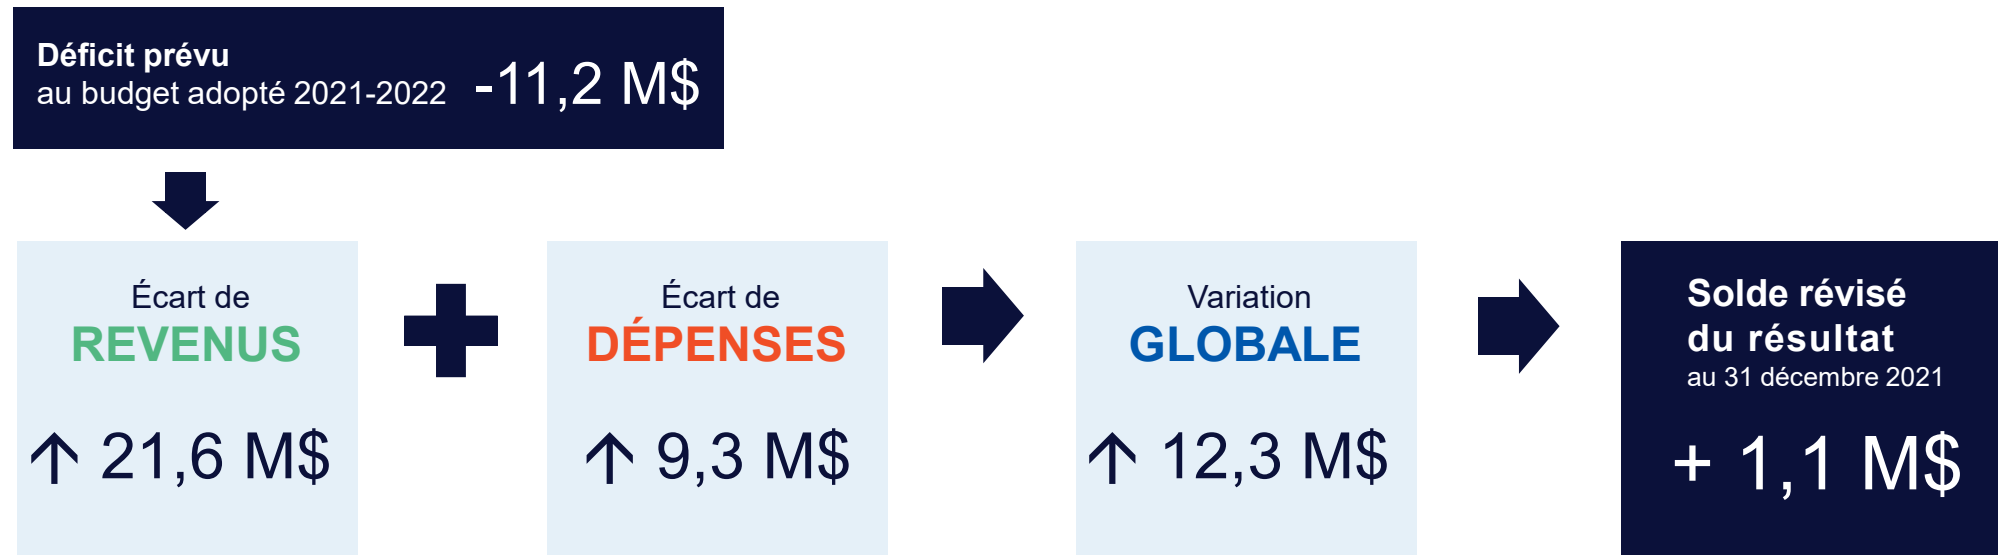 Déficit prévu
au budget adopté 2021-2022 -11,2 M$
Écart de
REVENUS
↑ 21,6 M$
Écart de
DÉPENSES
↑ 9,3 M$
Variation
GLOBALE
↑ 12,3 M$
Solde révisé
du résultat
au 31 décembre 2021
+ 1,1 M$